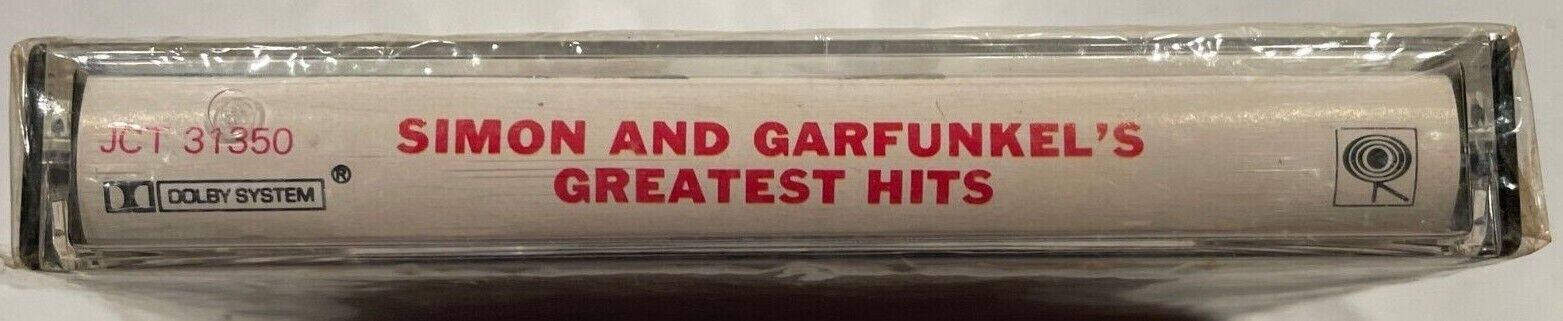 JCT 31350
DOLBY SYSTEM®
SIMON AND GARFUNKEL'S
GREATEST HITS